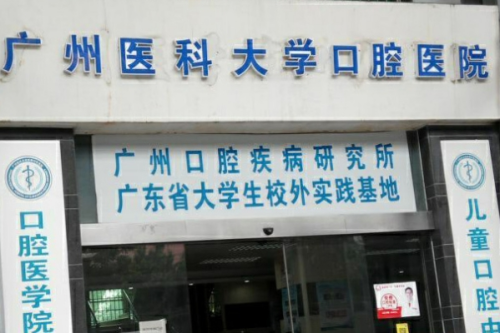 广州医科大学口腔医院
广州口腔疾病研究所
广东省大学生校外实践基地
口腔医学院
儿童口腔